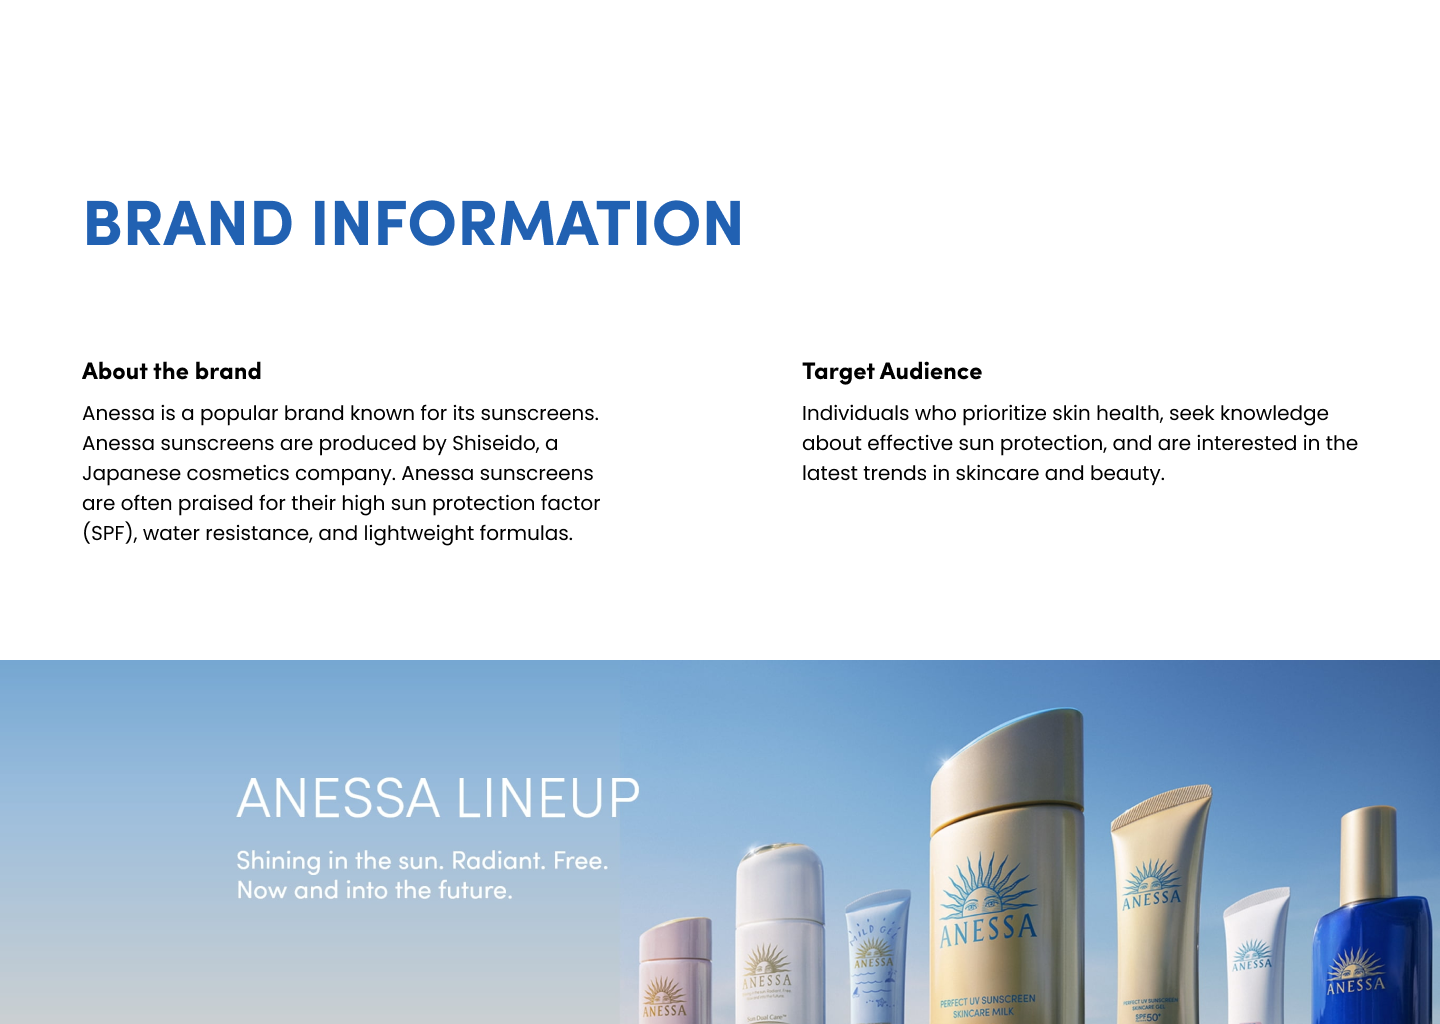 BRAND INFORMATION
About the brand
Anessa is a popular brand known for its sunscreens.
Anessa sunscreens are produced by Shiseido, a
Japanese cosmetics company. Anessa sunscreens
are often praised for their high sun protection factor
(SPF), water resistance, and lightweight formulas.
Target Audience
Individuals who prioritize skin health, seek knowledge
about effective sun protection, and are interested in the
latest trends in skincare and beauty.
ANESSA LINEUP
Shining in the sun. Radiant. Free.
Now and into the future.
ANESSA
ANESSA
Sun Dual Care™
MILD GEL
ANESSA
ANESSA
PERFECT UV SUNSCREEN
SKINCARE MILK
ANESSA
PERFECT UV SUNSCREEN
SKINCARE GEL
SPF50+
ANESSA
ANESSA